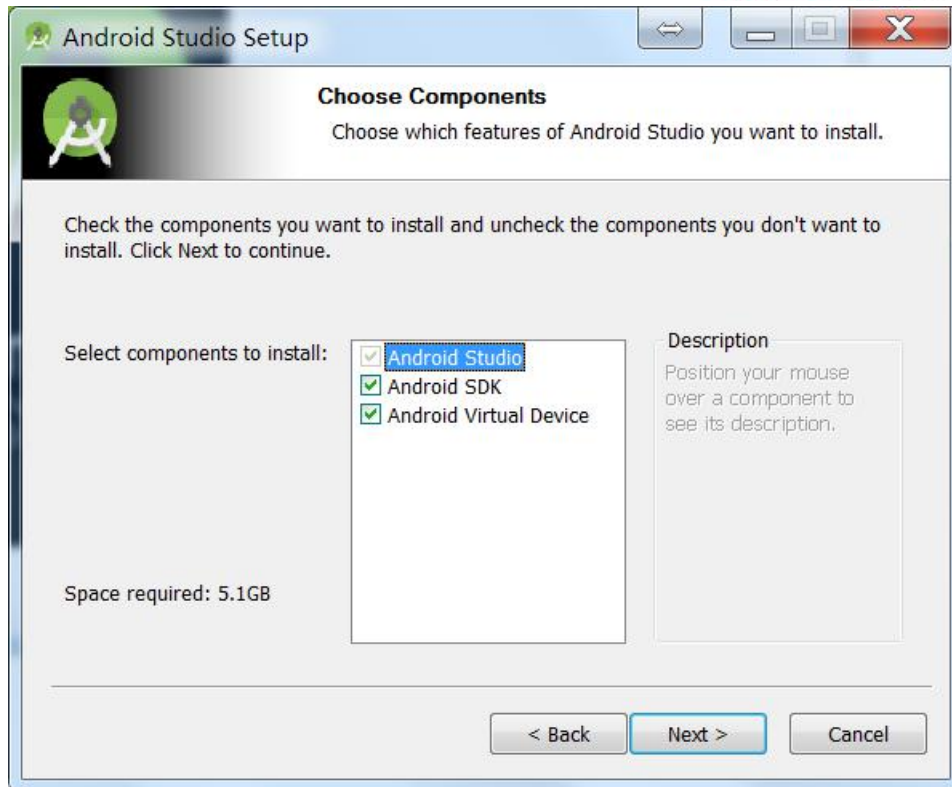 Android Studio Setup
Choose Components
Choose which features of Android Studio you want to install.
Check the components you want to install and uncheck the components you don't want to
install. Click Next to continue.
Select components to install:
Android Studio
Android SDK
Android Virtual Device
Description
Position your mouse
over a component to
see its description.
Space required: 5.1GB
< Back
Next >
Cancel